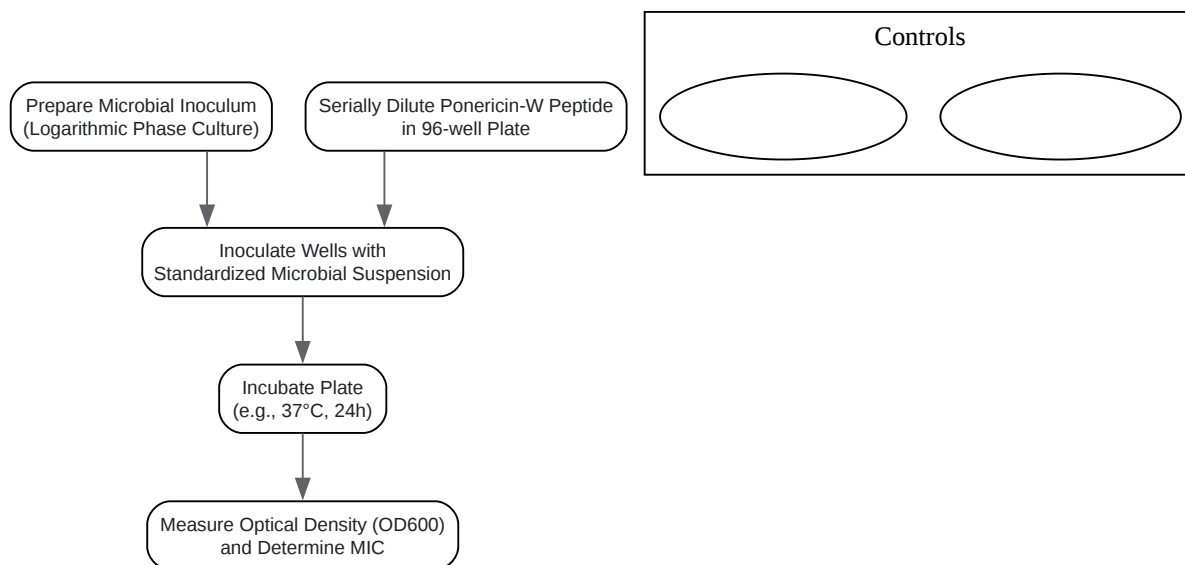 Controls
Prepare Microbial Inoculum
(Logarithmic Phase Culture)
Serially Dilute Ponericin-W Peptide
in 96-well Plate
Inoculate Wells with
Standardized Microbial Suspension
Incubate Plate
(e.g., 37°C, 24h)
Measure Optical Density (OD600)
and Determine MIC